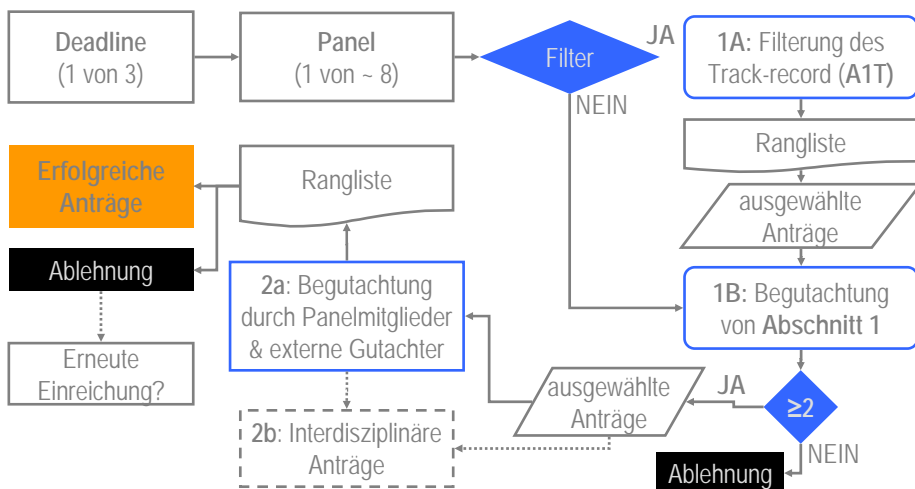 Deadline
(1 von 3)
Panel
(1 von ~ 8)
Filter
JA
NEIN
1A: Filterung des
Track-record (A1T)
Rangliste
ausgewählte
Anträge
1B: Begutachtung
von Abschnitt 1
≥2
JA
NEIN
Ablehnung
ausgewählte
Anträge
2a: Begutachtung
durch Panelmitglieder
& externe Gutachter
2b: Interdisziplinäre
Anträge
Rangliste
Erfolgreiche
Anträge
Ablehnung
Erneute
Einreichung?